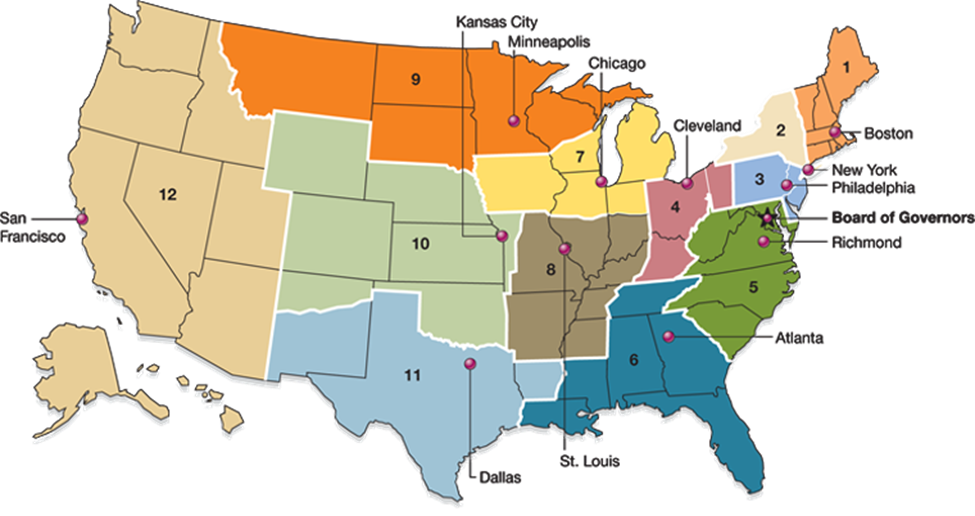 Kansas City
Minneapolis
Chicago
9
1
Cleveland
2
Boston
7
New York
3
Philadelphia
12
4
San
Francisco
Board of Governors
10
Richmond
8
5
Atlanta
6
11
St. Louis
Dallas